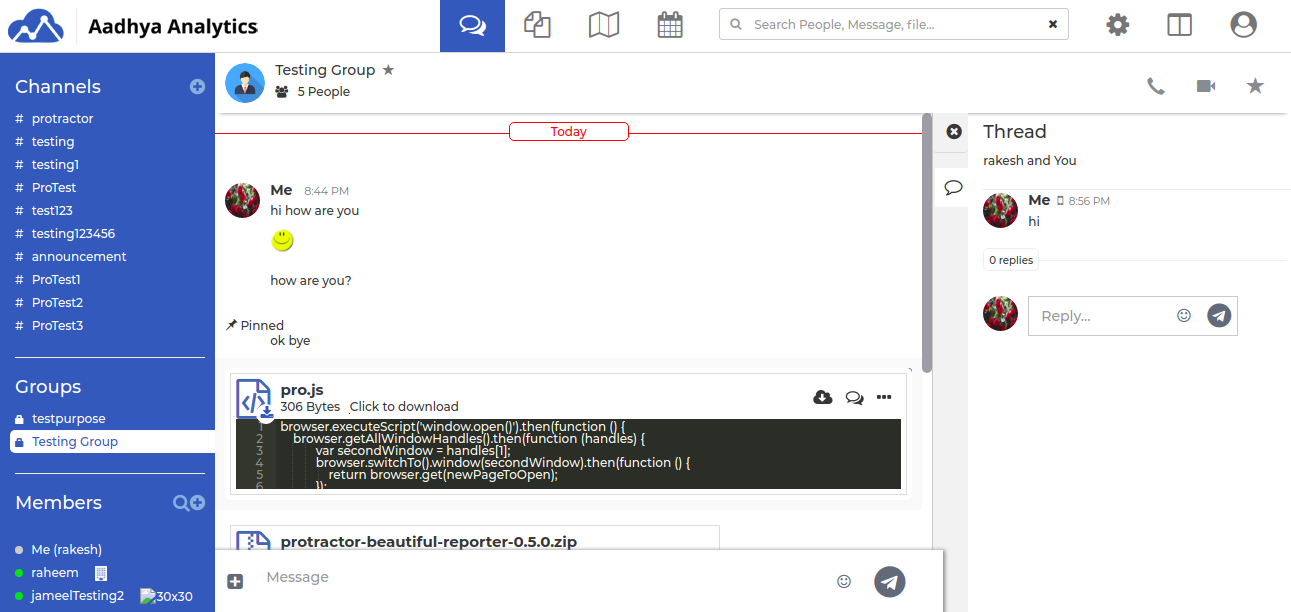 Aadhya Analytics
Search People, Message, file...
Channels
# protractor
# testing
# testing1
# ProTest
# test123
# testing123456
# announcement
# ProTest1
# ProTest2
# ProTest3
Groups
testpurpose
Testing Group
Members
Me (rakesh)
raheem
jameelTesting2 30x30
Testing Group
5 People
Today
Me 8:44 PM
hi how are you
how are you?
Pinned
ok bye
pro.js
306 Bytes Click to download
1 browser.executeScript('window.open()').then(function () {
2 browser.getAllWindowHandles().then(function (handles) {
3 var secondWindow = handles[1];
4 browser.switchTo().window(secondWindow).then(function () {
5 return browser.get(newPageToOpen);
6 });
protractor-beautiful-reporter-0.5.0.zip
Message
Thread
rakesh and You
Me 8:56 PM
hi
0 replies
Reply...